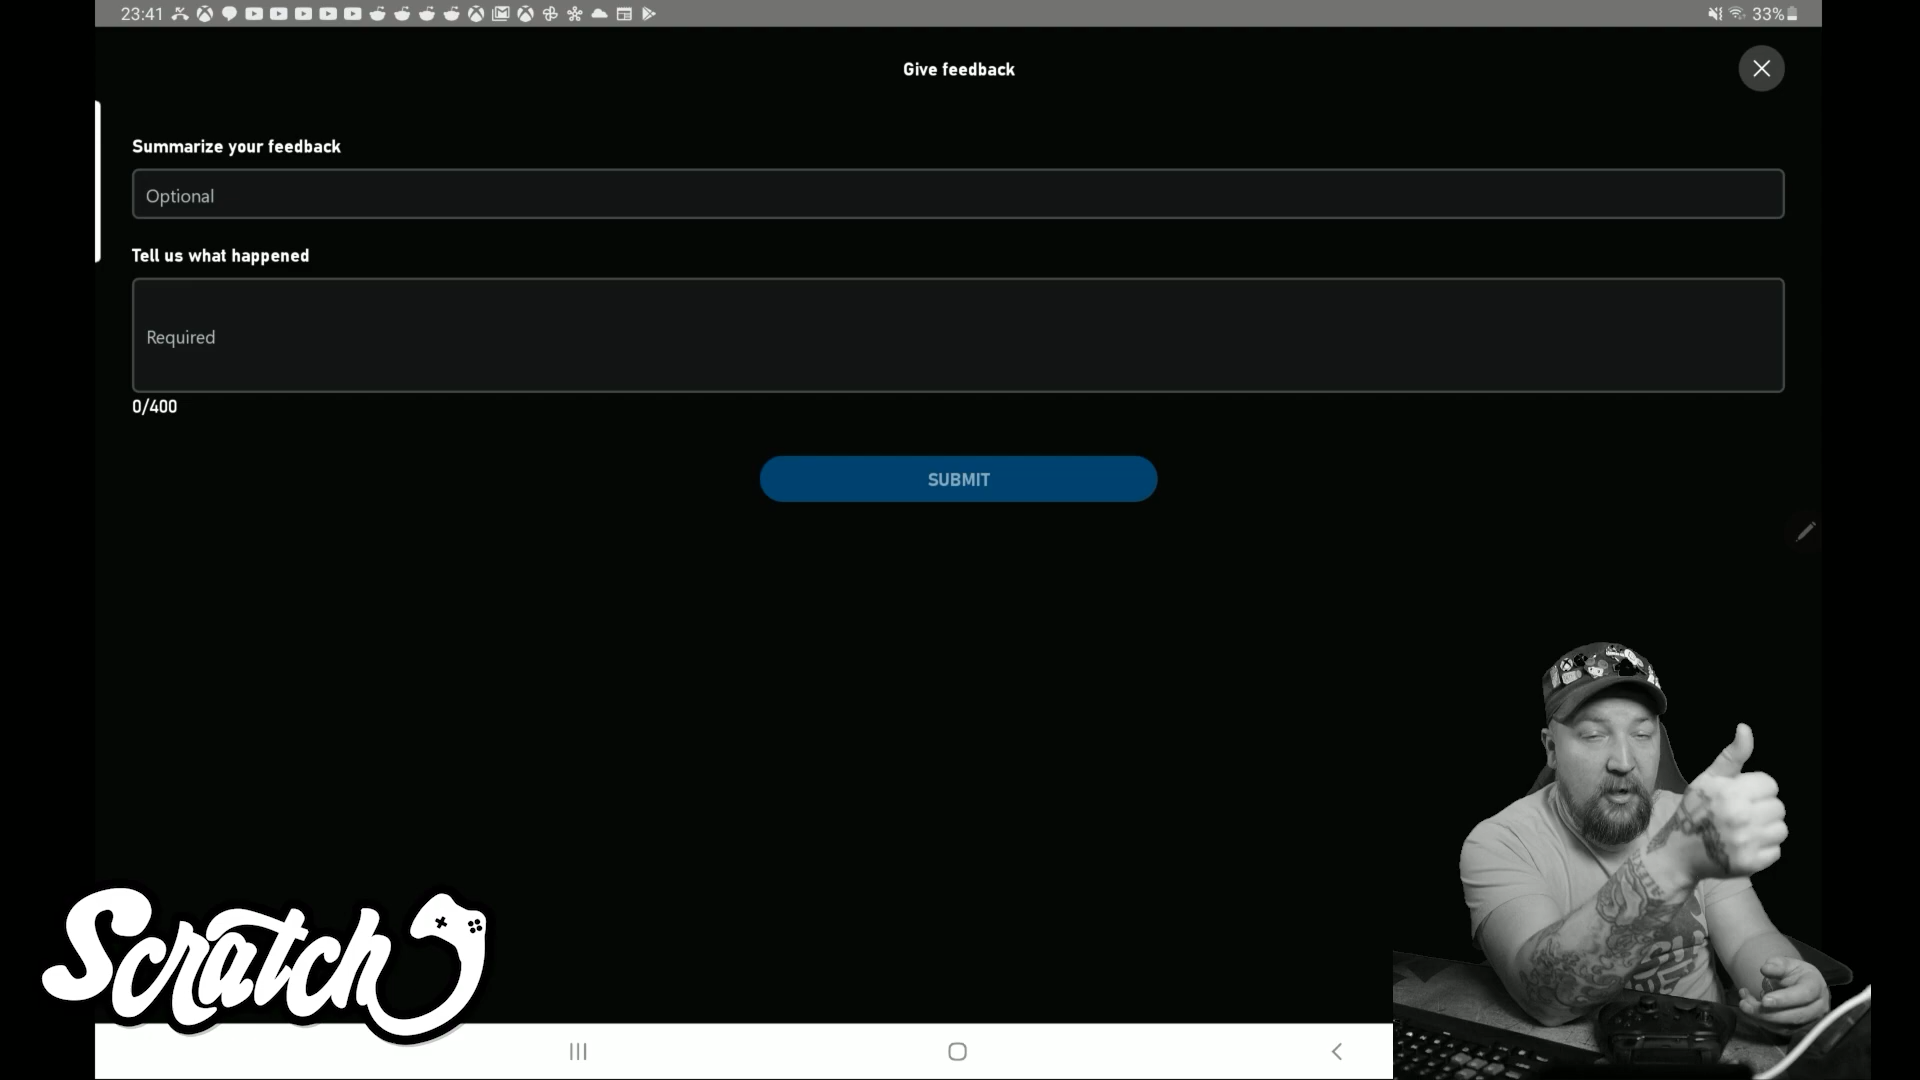 23:41
33%
Give feedback
Summarize your feedback
Optional
Tell us what happened
Required
0/400
SUBMIT
Scratch